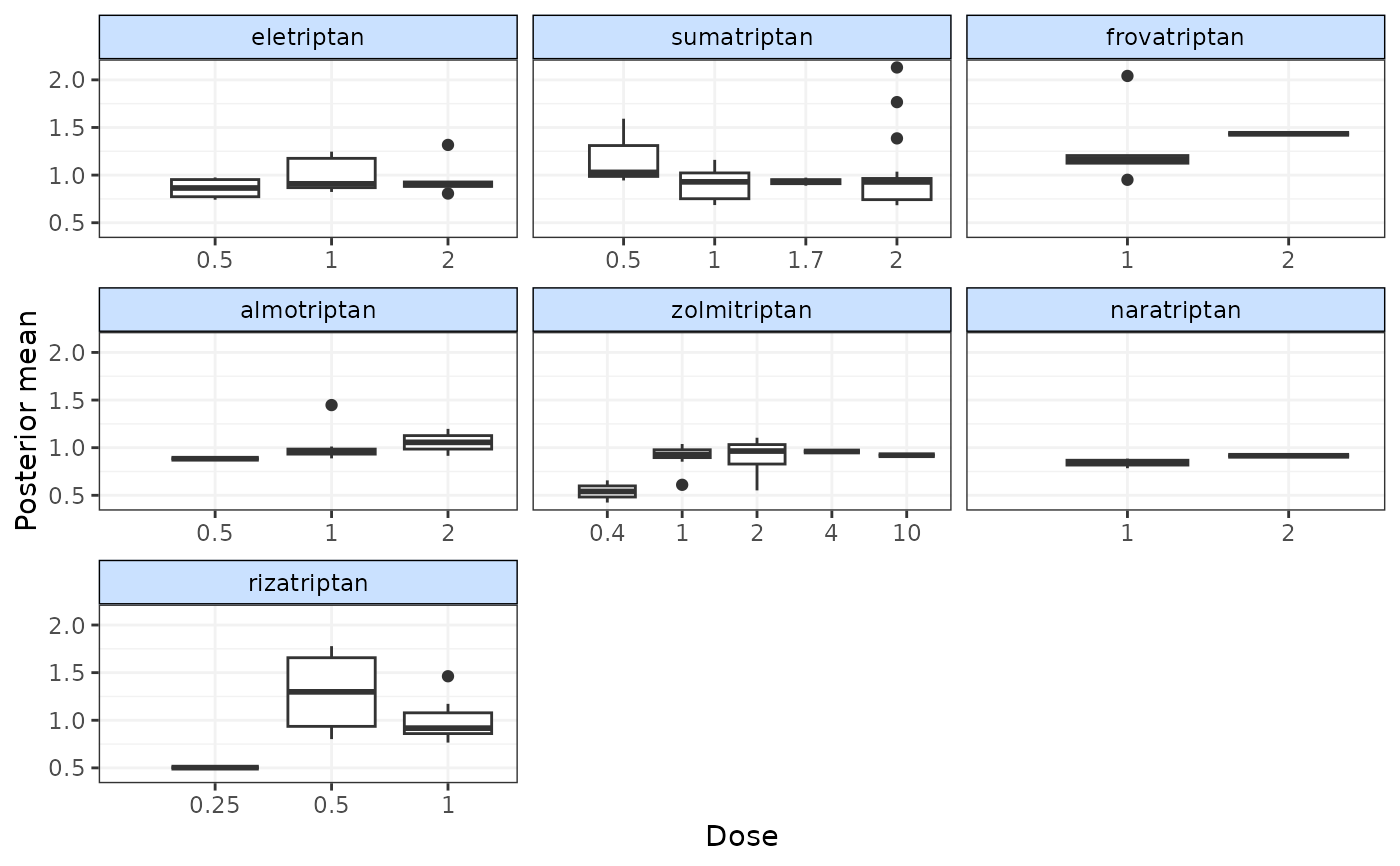 eletriptan sumatriptan frovatriptan
2.0
1.5
1.0
0.5
0.5 1 2 0.5 1 1.7 2 1 2
almotriptan zolmitriptan naratriptan
2.0
1.5
1.0
0.5
0.5 1 2 0.4 1 2 4 10 1 2
Posterior mean
rizatriptan
2.0
1.5
1.0
0.5
0.25 0.5 1
Dose